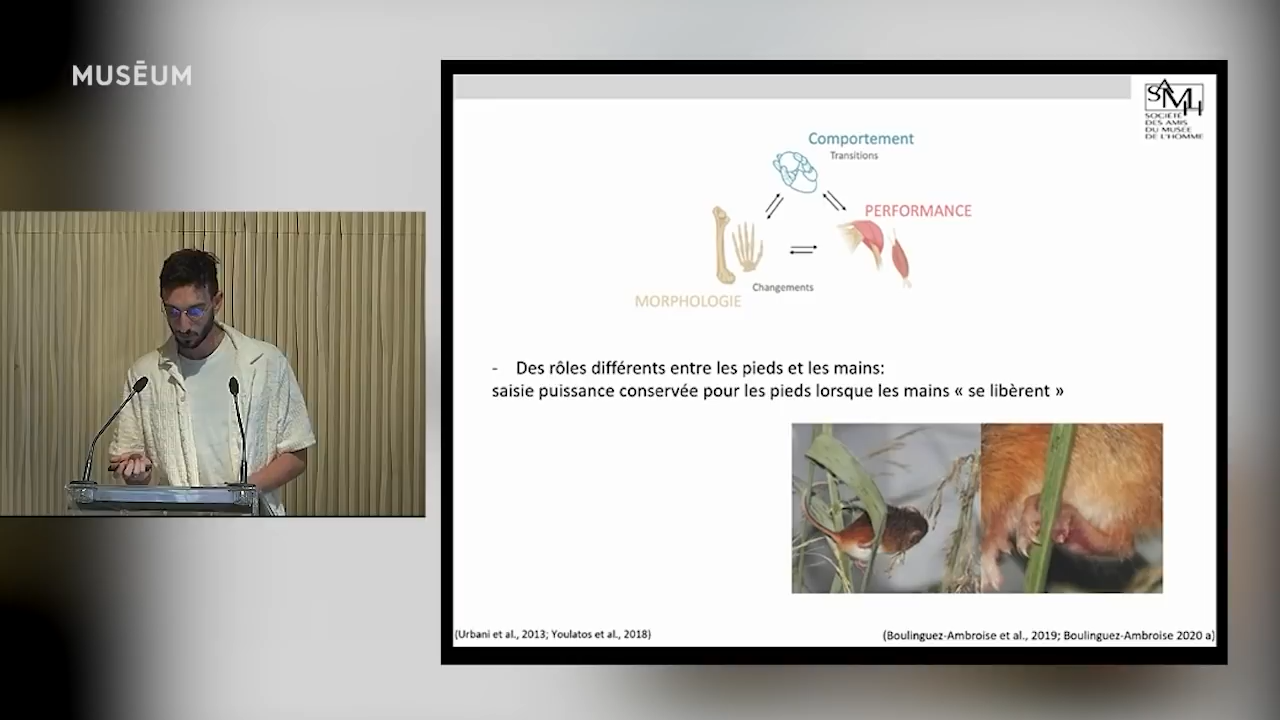 MUSĒUM
SAMH
SOCIÉTÉ
DES AMIS
DU MUSÉE
DE L'HOMME
Comportement
Transitions
PERFORMANCE
Changements
MORPHOLOGIE
- Des rôles différents entre les pieds et les mains:
saisie puissance conservée pour les pieds lorsque les mains « se libèrent »
(Urbani et al., 2013; Youlatos et al., 2018)
(Boulinguez-Ambroise et al., 2019; Boulinguez-Ambroise 2020 a)